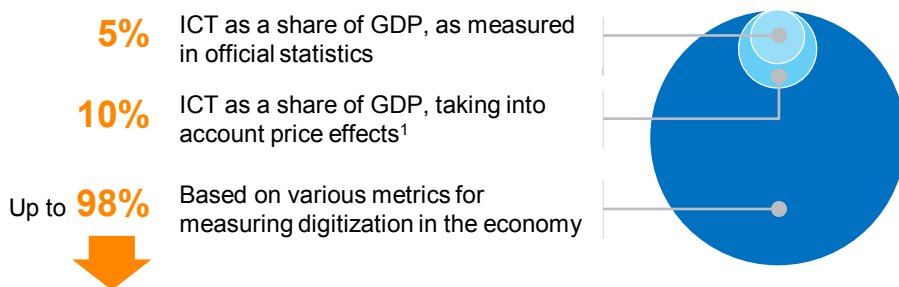 5% ICT as a share of GDP, as measured
in official statistics
10% ICT as a share of GDP, taking into
account price effects¹
Up to 98% Based on various metrics for
measuring digitization in the economy